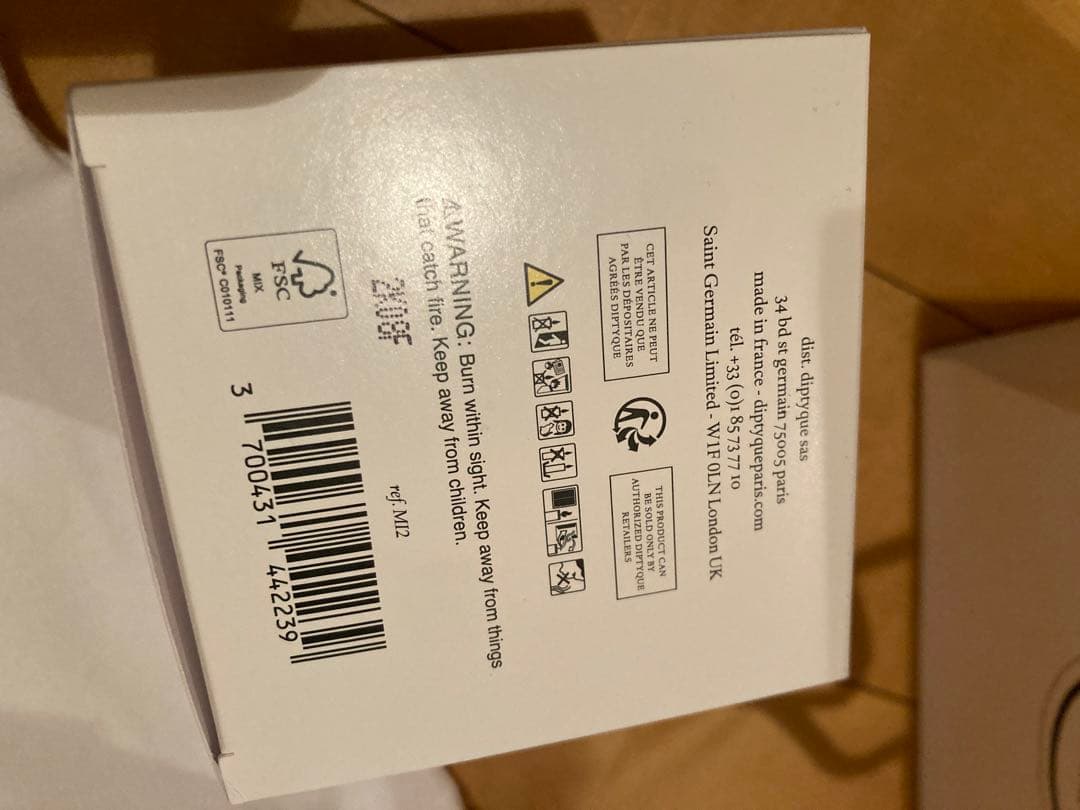 dist. diptyque sas
34 bd st germain 75005 paris
made in france - diptyqueparis.com
tél. +33 (0)1 85 73 77 10
Saint Germain Limited - W1F 0LN London UK
CET ARTICLE NE PEUT
ÊTRE VENDU QUE
PAR LES DÉPOSITAIRES
AGRÉÉS DIPTYQUE
THIS PRODUCT CAN
BE SOLD ONLY BY
AUTHORIZED DIPTYQUE
RETAILERS
⚠WARNING: Burn within sight. Keep away from things
that catch fire. Keep away from children.
ref. MI2
FSC
MIX
Packaging
FSC® C010111
3 700431 442239